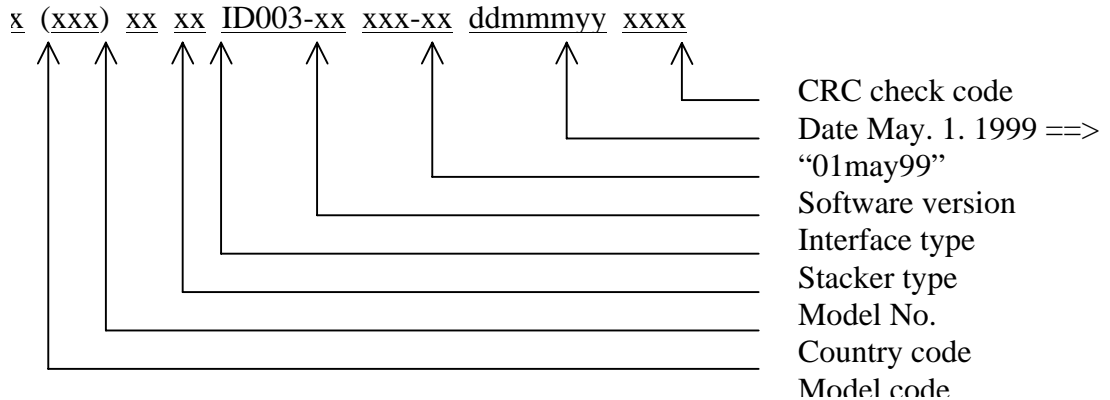 x (xxx) xx xx ID003-xx xxx-xx ddmmmyy xxxx
CRC check code
Date May. 1. 1999 ==>
“01may99”
Software version
Interface type
Stacker type
Model No.
Country code
Model code